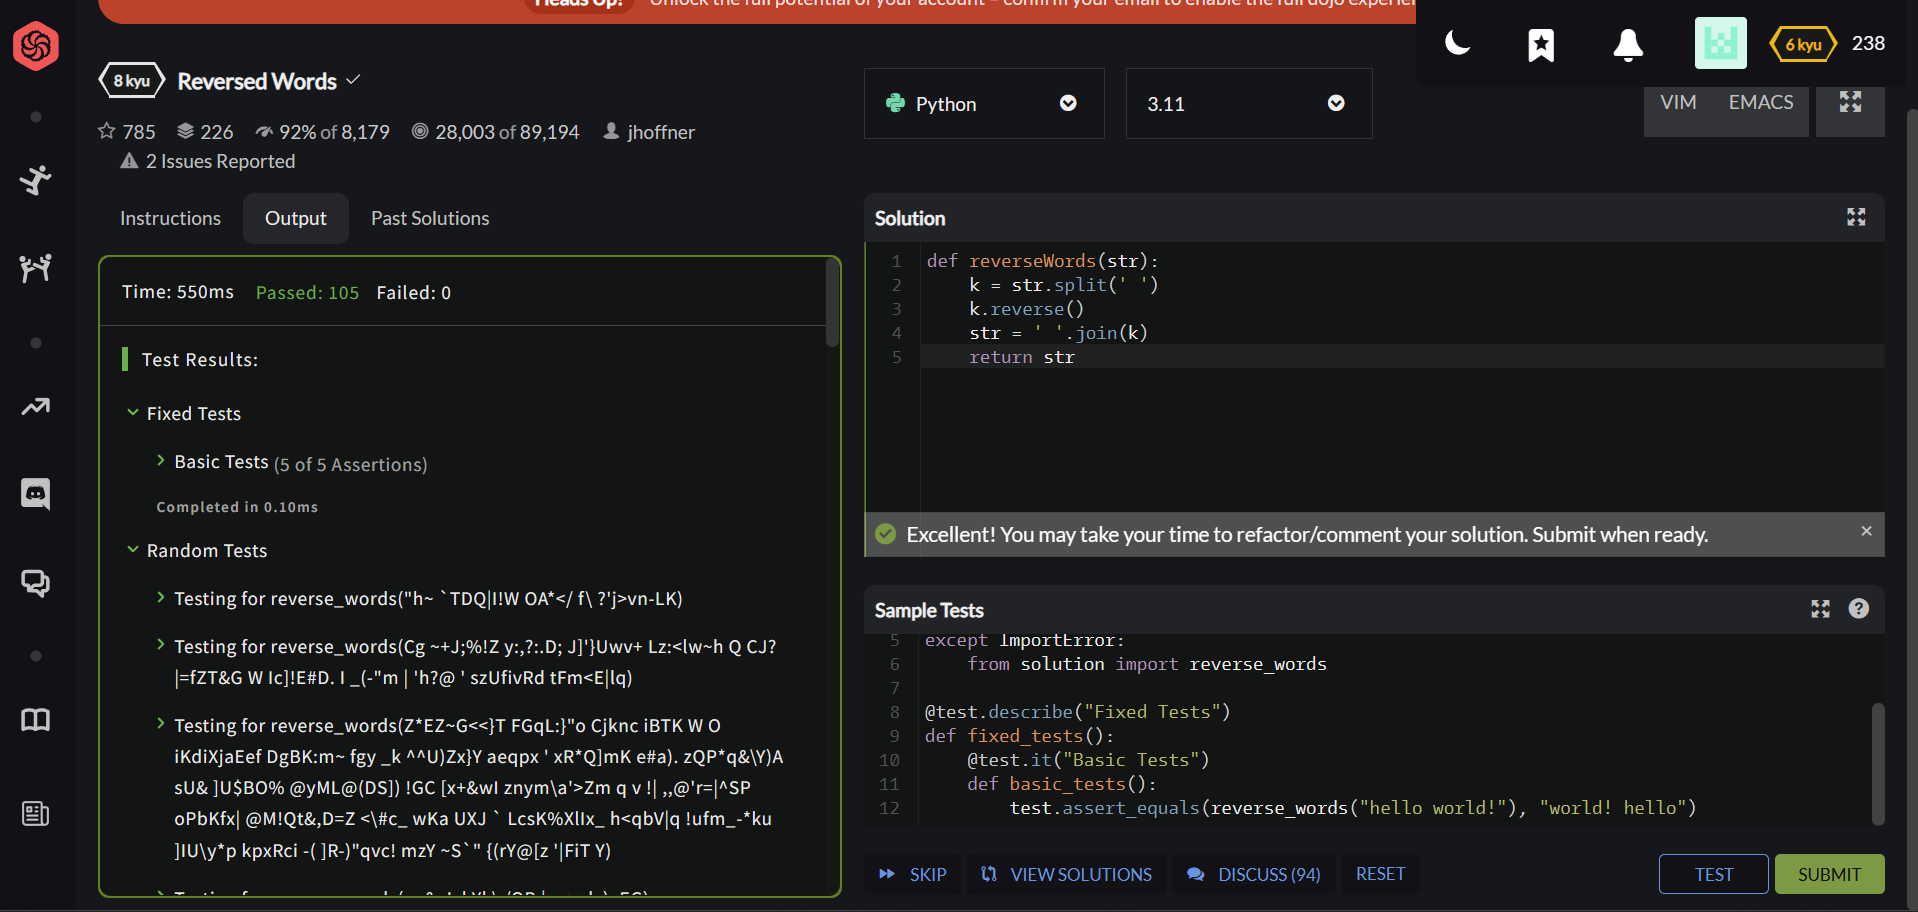 Heads Up! Unlock the full potential of your account – confirm your email to enable the full dojo
6 kyu 238
8 kyu Reversed Words
785 226 92% of 8,179 28,003 of 89,194 jhoffner
2 Issues Reported
Python
3.11
VIM EMACS
Instructions Output Past Solutions
Time: 550ms Passed: 105 Failed: 0
Test Results:
Fixed Tests
Basic Tests (5 of 5 Assertions)
Completed in 0.10ms
Random Tests
Testing for reverse_words("h~ `TDQ|I!W OA*</ f\ ?'j>vn-LK)
Testing for reverse_words(Cg ~+J;%!Z y:,?:.D; J]'}Uwv+ Lz:<lw~h Q CJ?
|=fZT&G W Ic]!E#D. I _(-"m | 'h?@ ' szUfivRd tFm<E|lq)
Testing for reverse_words(Z*EZ~G<<}T FGqL:}"o Cjknc iBTK W O
iKdiXjaEef DgBK:m~ fgy _k ^^U)Zx}Y aeqpx ' xR*Q]mK e#a). zQP*q&\Y)A
sU& ]U$BO% @yML@(DS]) !GC [x+&wI znym\a'>Zm q v !| ,,@'r=|^SP
oPbKfx| @M!Qt&,D=Z <\#c_ wKa UXJ ` LcsK%XlIx_ h<qbV|q !ufm_-*ku
]IU\y*p kpxRci -( ]R-)"qvc! mzY ~S`" {(rY@[z '|FiT Y)
Solution
1 def reverseWords(str):
2 k = str.split(' ')
3 k.reverse()
4 str = ' '.join(k)
5 return str
Excellent! You may take your time to refactor/comment your solution. Submit when ready.
Sample Tests
5 except ImportError:
6 from solution import reverse_words
7
8 @test.describe("Fixed Tests")
9 def fixed_tests():
10 @test.it("Basic Tests")
11 def basic_tests():
12 test.assert_equals(reverse_words("hello world!"), "world! hello")
SKIP VIEW SOLUTIONS DISCUSS (94) RESET TEST SUBMIT